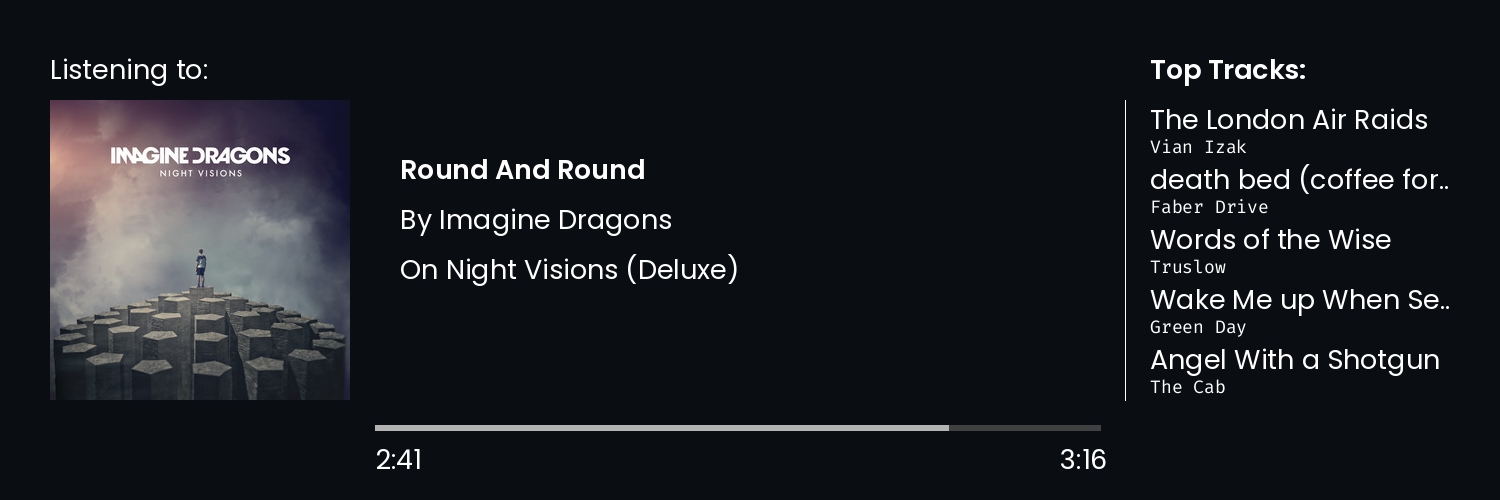 Listening to:
IMAGINE DRAGONS
NIGHT VISIONS
Round And Round
By Imagine Dragons
On Night Visions (Deluxe)
2:41
3:16
Top Tracks:
The London Air Raids
Vian Izak
death bed (coffee for..
Faber Drive
Words of the Wise
Truslow
Wake Me up When Se..
Green Day
Angel With a Shotgun
The Cab